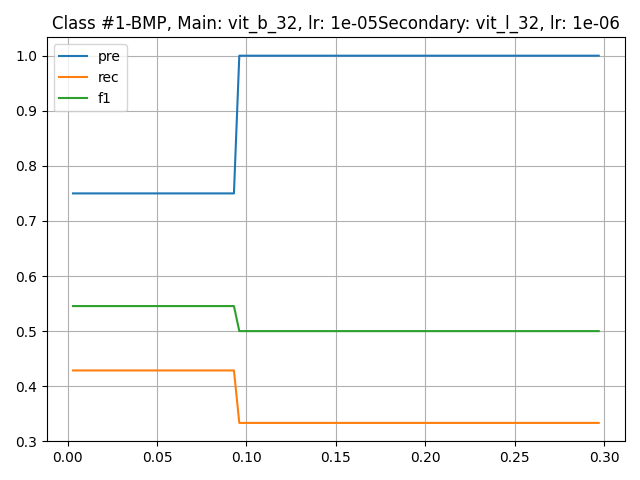 Class #1-BMP, Main: vit_b_32, lr: 1e-05Secondary: vit_l_32, lr: 1e-06
pre
rec
f1
1.0
0.9
0.8
0.7
0.6
0.5
0.4
0.3
0.00 0.05 0.10 0.15 0.20 0.25 0.30